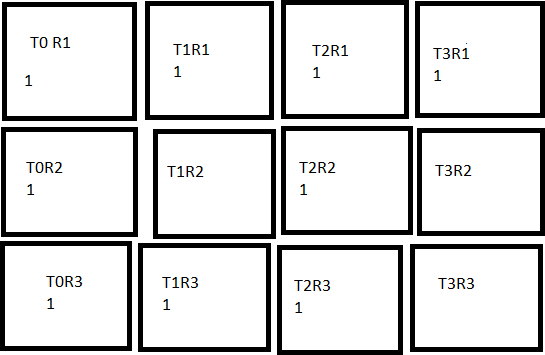 T0 R1
1
T1R1
1
T2R1
1
T3R1
1
T0R2
1
T1R2
T2R2
1
T3R2
T0R3
1
T1R3
1
T2R3
1
T3R3